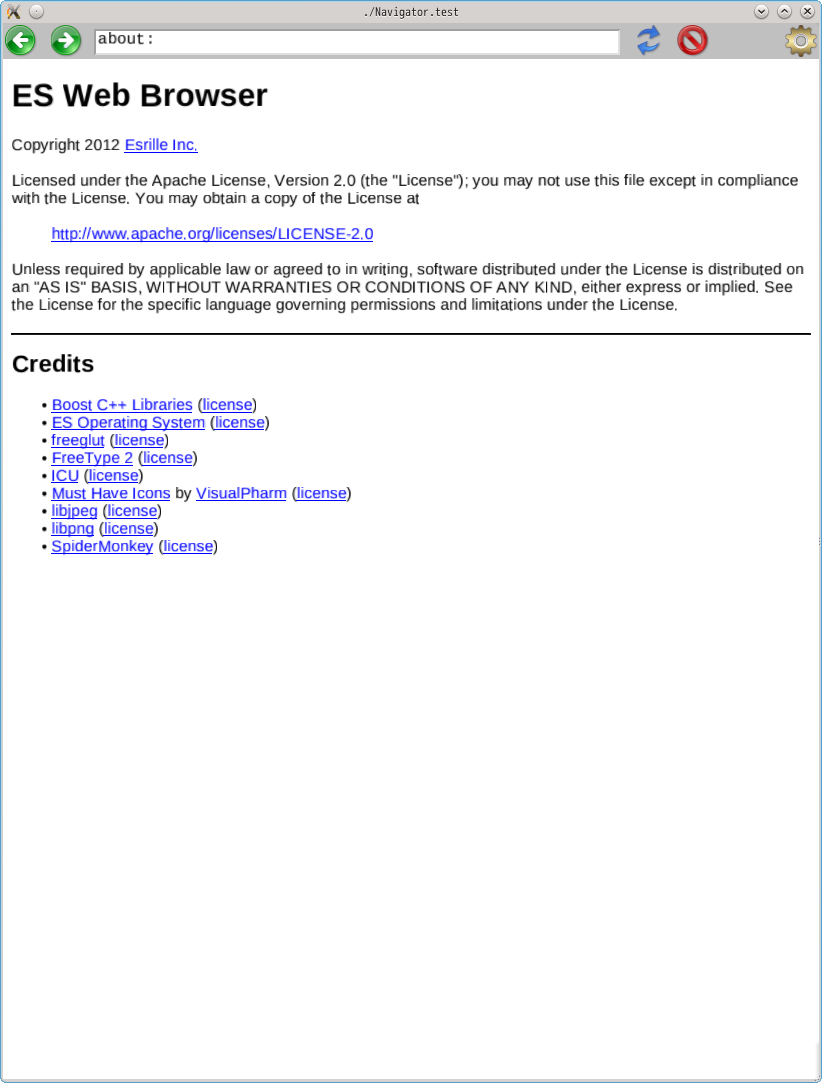 ./Navigator.test
about:
ES Web Browser
Copyright 2012 Esrille Inc.
Licensed under the Apache License, Version 2.0 (the "License"); you may not use this file except in compliance
with the License. You may obtain a copy of the License at
http://www.apache.org/licenses/LICENSE-2.0
Unless required by applicable law or agreed to in writing, software distributed under the License is distributed on
an "AS IS" BASIS, WITHOUT WARRANTIES OR CONDITIONS OF ANY KIND, either express or implied. See
the License for the specific language governing permissions and limitations under the License.
Credits
• Boost C++ Libraries (license)
• ES Operating System (license)
• freeglut (license)
• FreeType 2 (license)
• ICU (license)
• Must Have Icons by VisualPharm (license)
• libjpeg (license)
• libpng (license)
• SpiderMonkey (license)